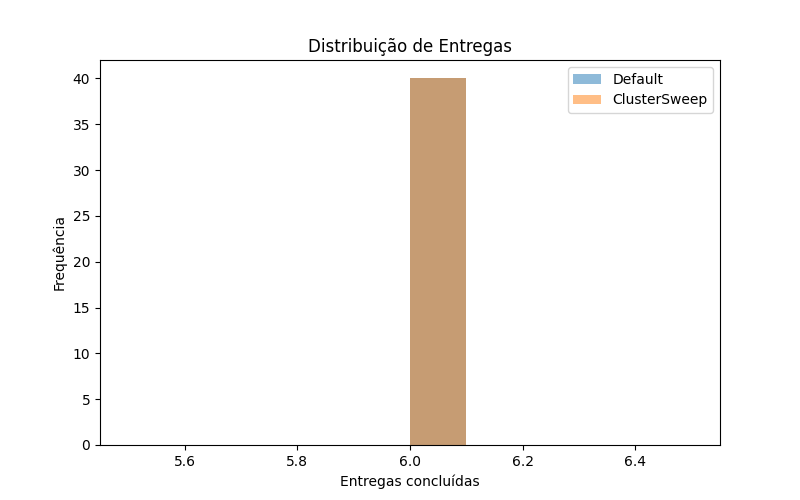 Distribuição de Entregas
Default
ClusterSweep
40
35
30
25
20
15
10
5
0
Frequência
5.6 5.8 6.0 6.2 6.4
Entregas concluídas